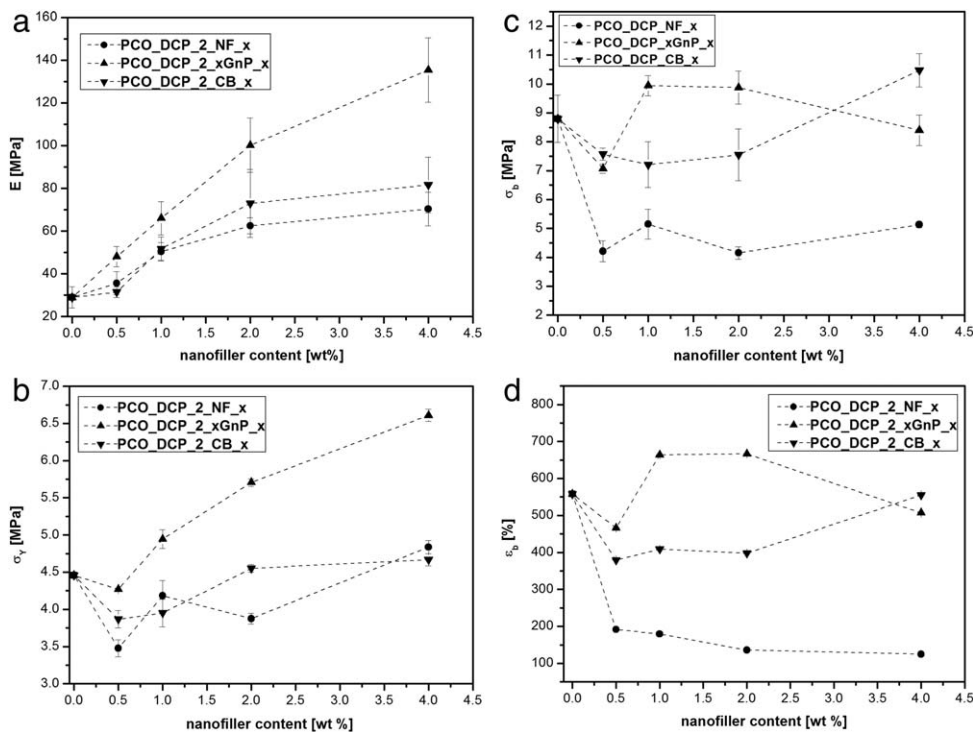 a
160
140
120
100
80
60
40
20
E [MPa]
PCO_DCP_2_NF_x
PCO_DCP_2_xGnP_x
PCO_DCP_2_CB_x
0.0 0.5 1.0 1.5 2.0 2.5 3.0 3.5 4.0 4.5
nanofiller content [wt%]
c
12
11
10
9
8
7
6
5
4
3
2
σb [MPa]
PCO_DCP_NF_x
PCO_DCP_xGnP_x
PCO_DCP_CB_x
0.0 0.5 1.0 1.5 2.0 2.5 3.0 3.5 4.0 4.5
nanofiller content [wt %]
b
7.0
6.5
6.0
5.5
5.0
4.5
4.0
3.5
3.0
σY [MPa]
PCO_DCP_2_NF_x
PCO_DCP_2_xGnP_x
PCO_DCP_2_CB_x
0.0 0.5 1.0 1.5 2.0 2.5 3.0 3.5 4.0 4.5
nanofiller content [wt %]
d
800
700
600
500
400
300
200
100
εb [%]
PCO_DCP_2_NF_x
PCO_DCP_2_xGnP_x
PCO_DCP_2_CB_x
0.0 0.5 1.0 1.5 2.0 2.5 3.0 3.5 4.0 4.5
nanofiller content [wt %]